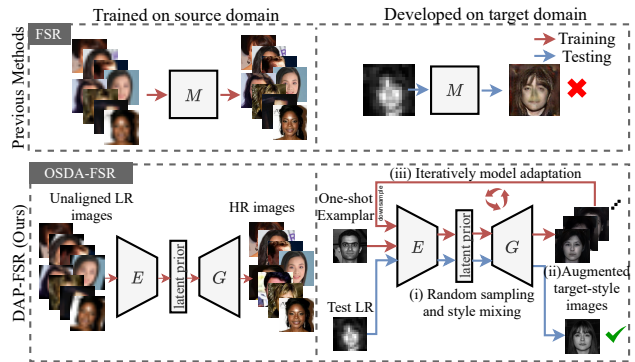 Trained on source domain
Developed on target domain
Previous Methods
FSR
M
M
Training
Testing
DAP-FSR (Ours)
OSDA-FSR
Unaligned LR
images
HR images
E
latent prior
G
(iii) Iteratively model adaptation
downsample
One-shot
Examplar
E
latent prior
G
(ii)Augmented
target-style
images
(i) Random sampling
and style mixing
Test LR